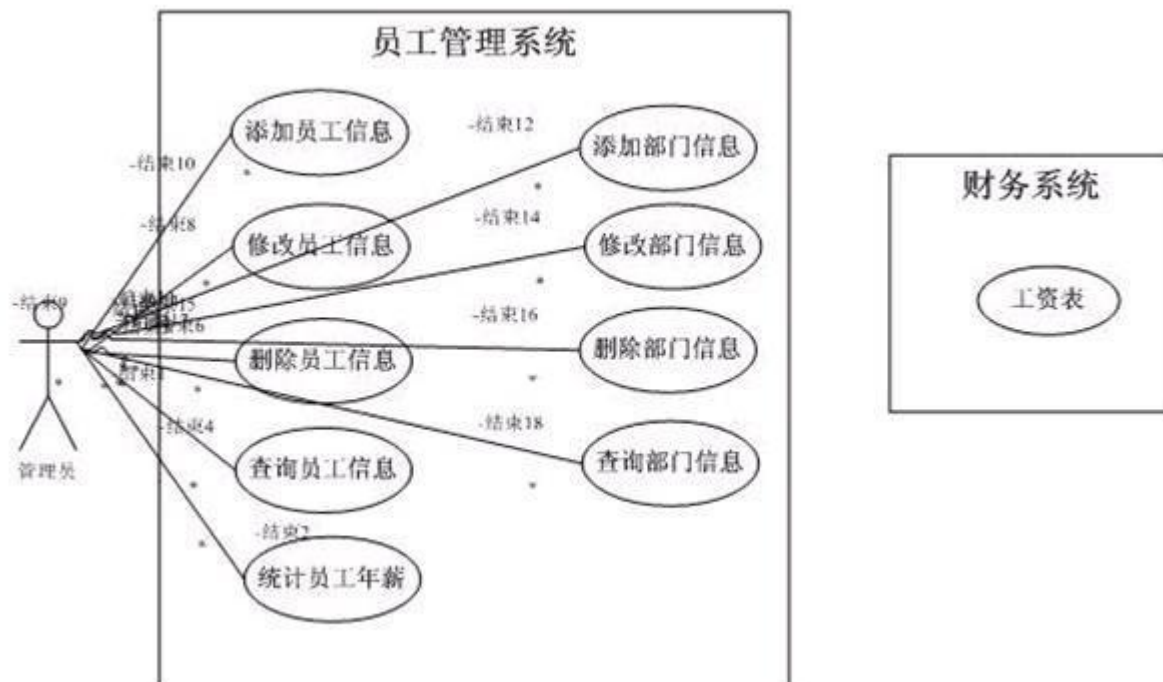 员工管理系统
添加员工信息
-结束12
添加部门信息
-结束10
财务系统
-结束8
-结束14
修改员工信息
修改部门信息
工资表
-结束9
-结束16
删除员工信息
删除部门信息
-结束4
-结束18
管理员
查询员工信息
查询部门信息
-结束2
统计员工年薪